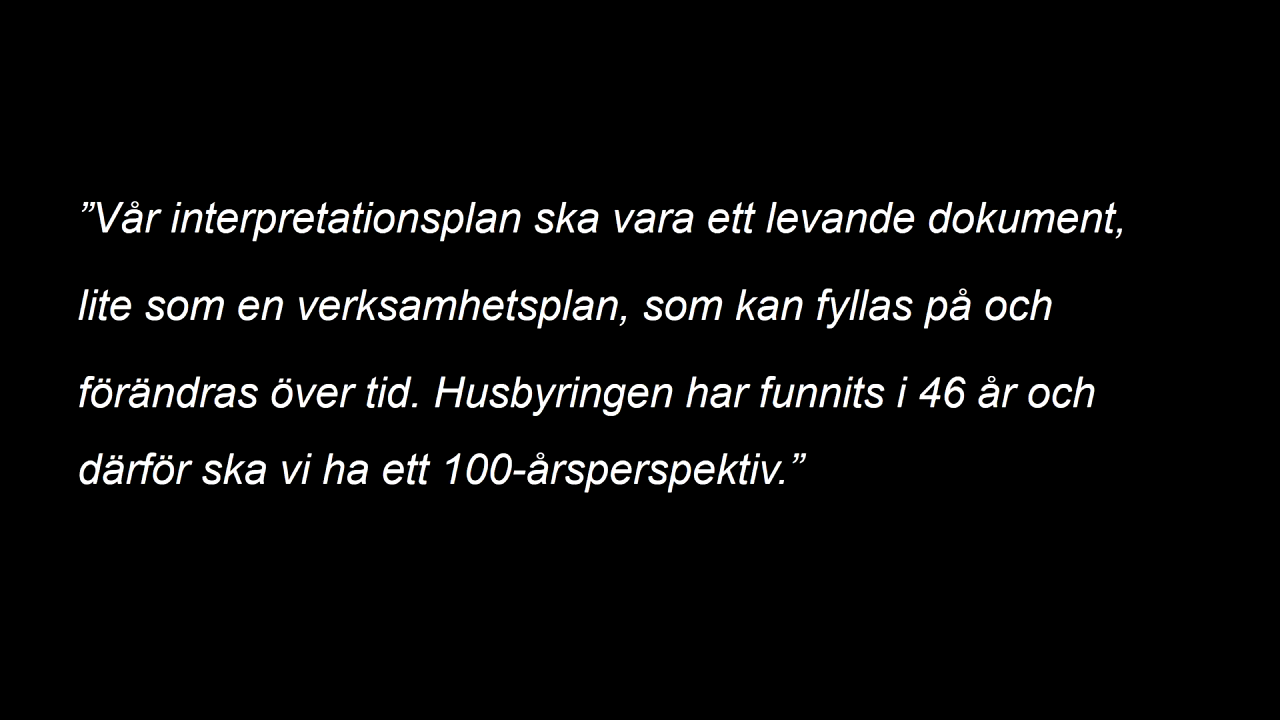 ”Vår interpretationsplan ska vara ett levande dokument,
lite som en verksamhetsplan, som kan fyllas på och
förändras över tid. Husbyringen har funnits i 46 år och
därför ska vi ha ett 100-årsperspektiv.”